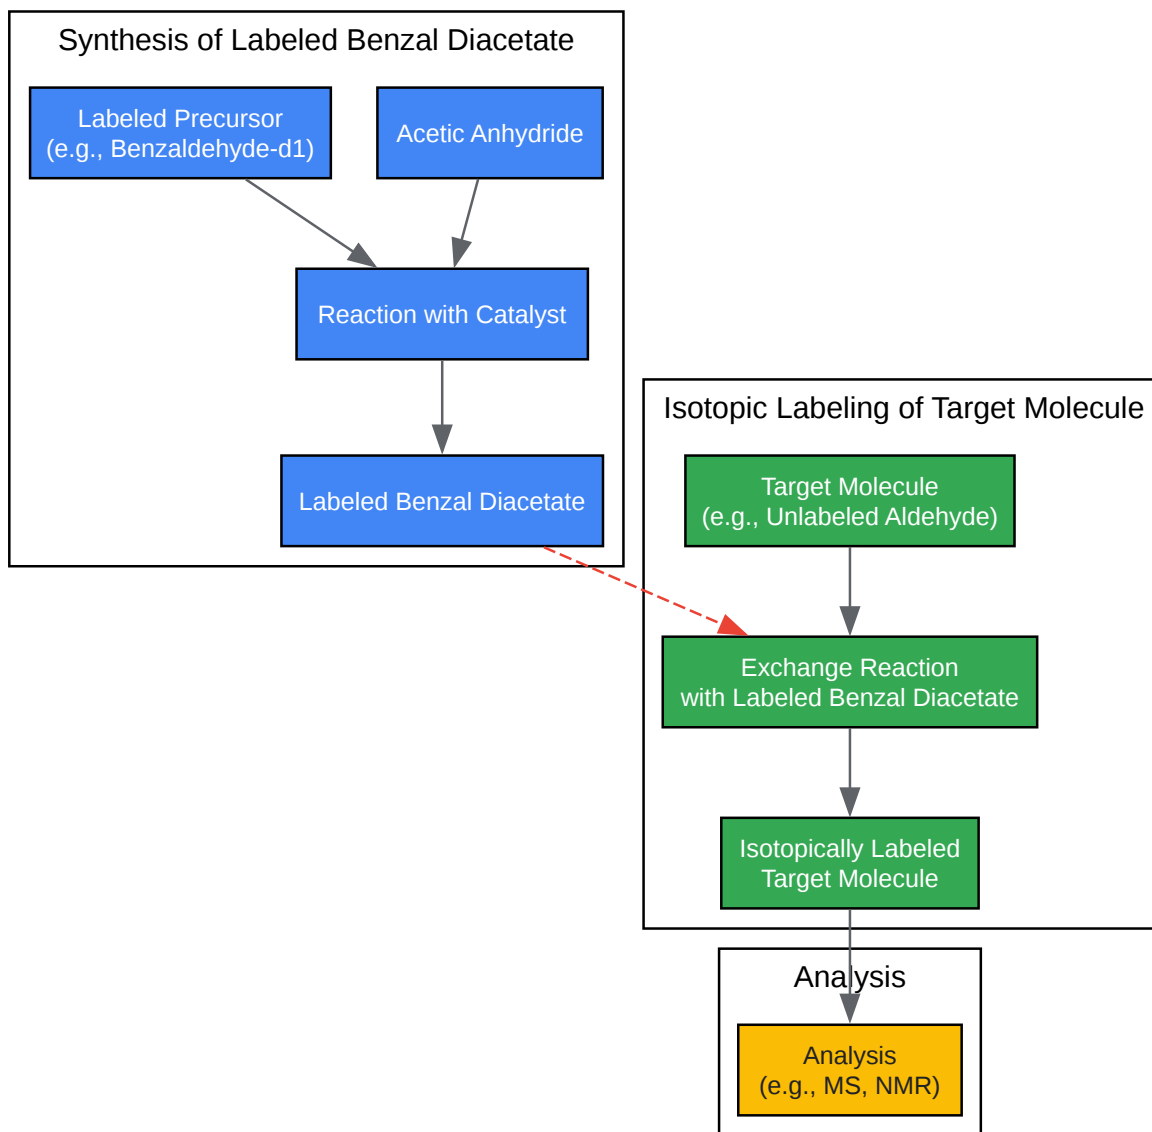 Synthesis of Labeled Benzal Diacetate
Labeled Precursor
(e.g., Benzaldehyde-d1)
Acetic Anhydride
Reaction with Catalyst
Labeled Benzal Diacetate
Isotopic Labeling of Target Molecule
Target Molecule
(e.g., Unlabeled Aldehyde)
Exchange Reaction
with Labeled Benzal Diacetate
Isotopically Labeled
Target Molecule
Analysis
Analysis
(e.g., MS, NMR)